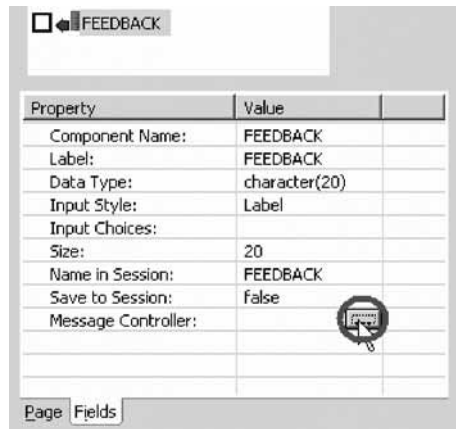 FEEDBACK
Property Value
Component Name: FEEDBACK
Label: FEEDBACK
Data Type: character(20)
Input Style: Label
Input Choices:
Size: 20
Name in Session: FEEDBACK
Save to Session: false
Message Controller: ...
Page Fields